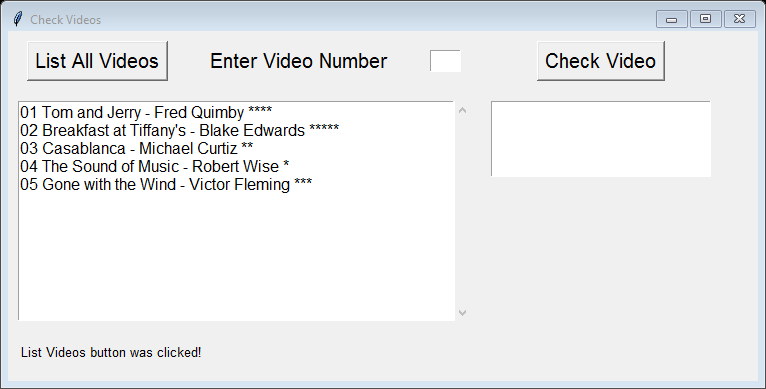 Check Videos
List All Videos Enter Video Number Check Video
01 Tom and Jerry - Fred Quimby ****
02 Breakfast at Tiffany's - Blake Edwards *****
03 Casablanca - Michael Curtiz **
04 The Sound of Music - Robert Wise *
05 Gone with the Wind - Victor Fleming ***
List Videos button was clicked!